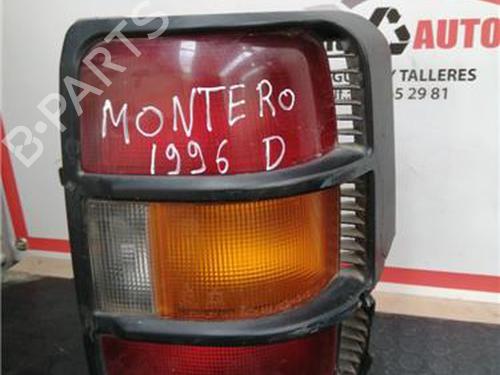 B-PARTS
AUTO
Y TALLERES
5 29 81
MONTERO
1996 D